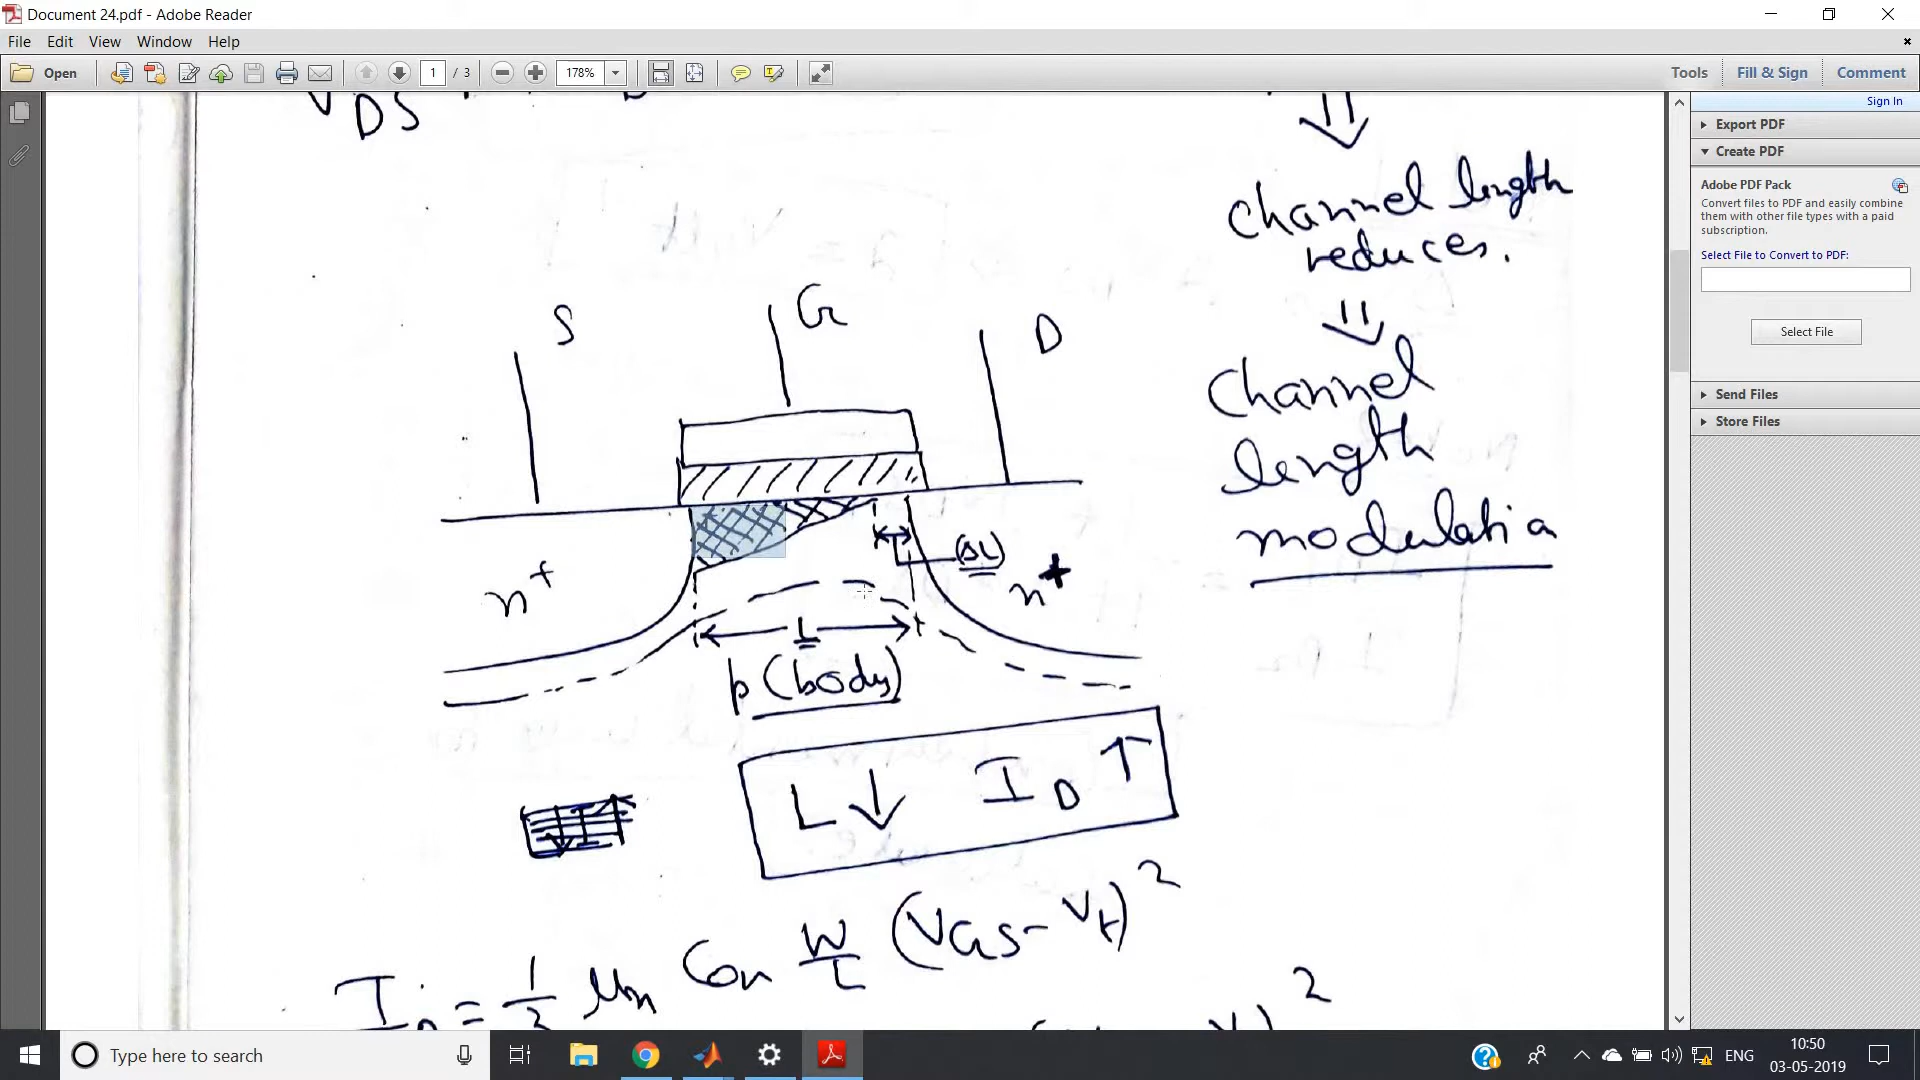 Document 24.pdf - Adobe Reader
File Edit View Window Help
Open 1 / 3 178% Tools Fill & Sign Comment
Sign In
Export PDF
Create PDF
Adobe PDF Pack
Convert files to PDF and easily combine
them with other file types with a paid
subscription.
Select File to Convert to PDF:
Select File
Send Files
Store Files
VDS
Channel length
reduces.
Channel
length
modulation
S G D
n+ (ΔL) n+
L
p (body)
L↓ ID↑
ID = 1/2 μn Cox W/L (VGS - Vt)²
2
Type here to search
ENG
10:50
03-05-2019